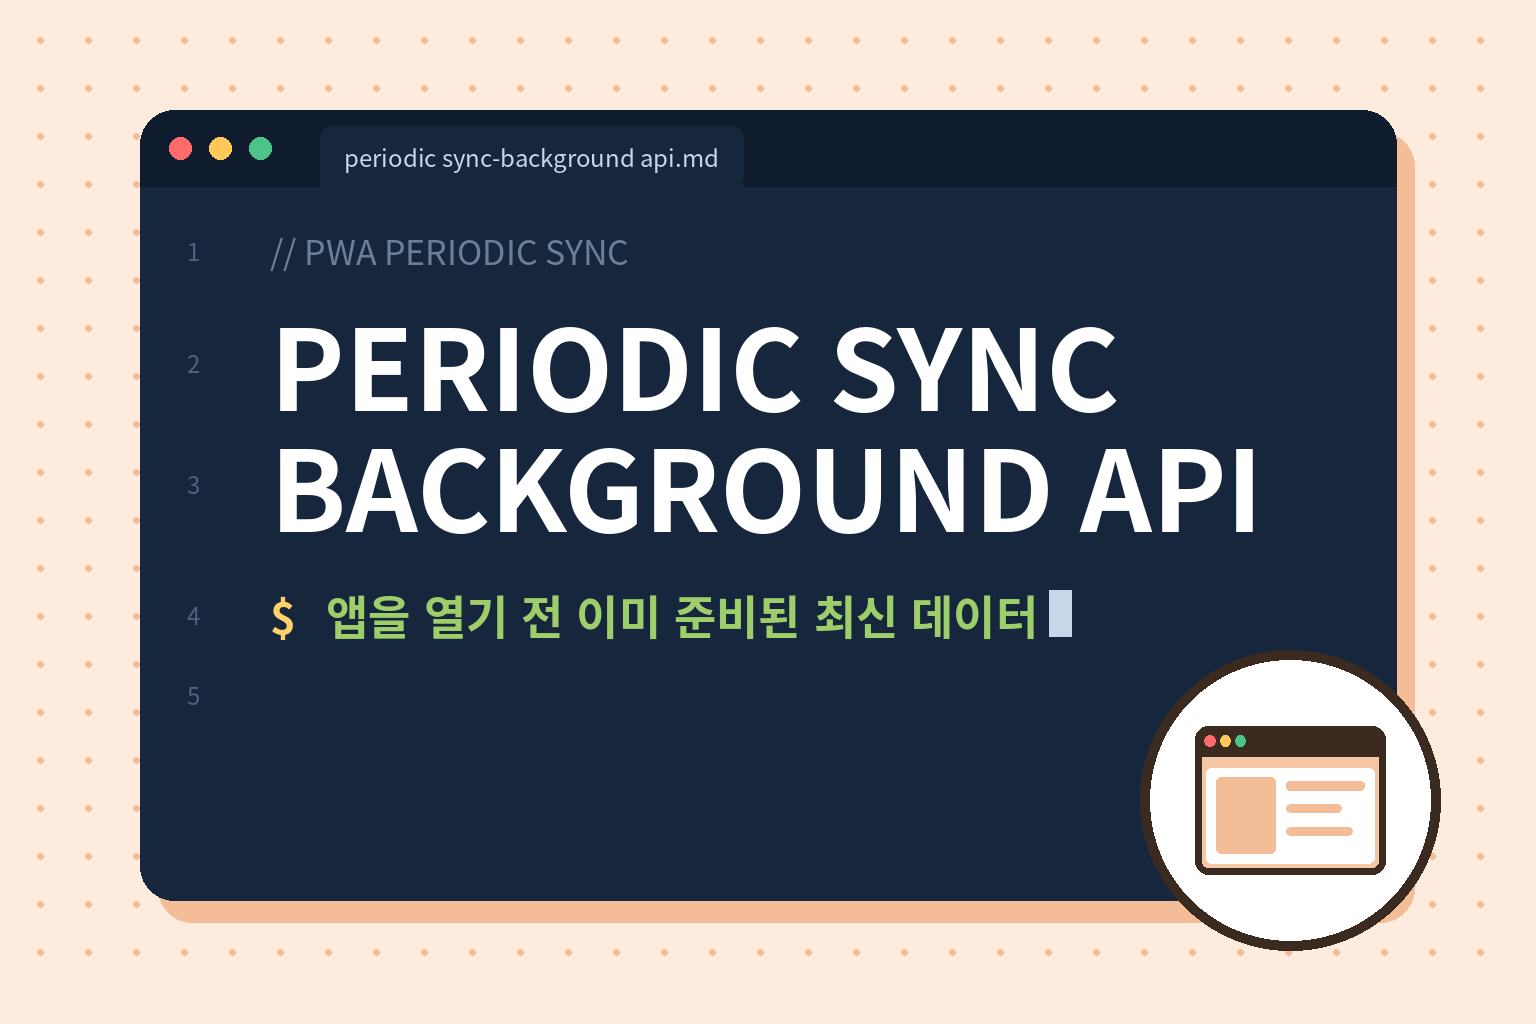 periodic sync-background api.md
1 // PWA PERIODIC SYNC
2 PERIODIC SYNC
3 BACKGROUND API
4 $ 앱을 열기 전 이미 준비된 최신 데이터
5